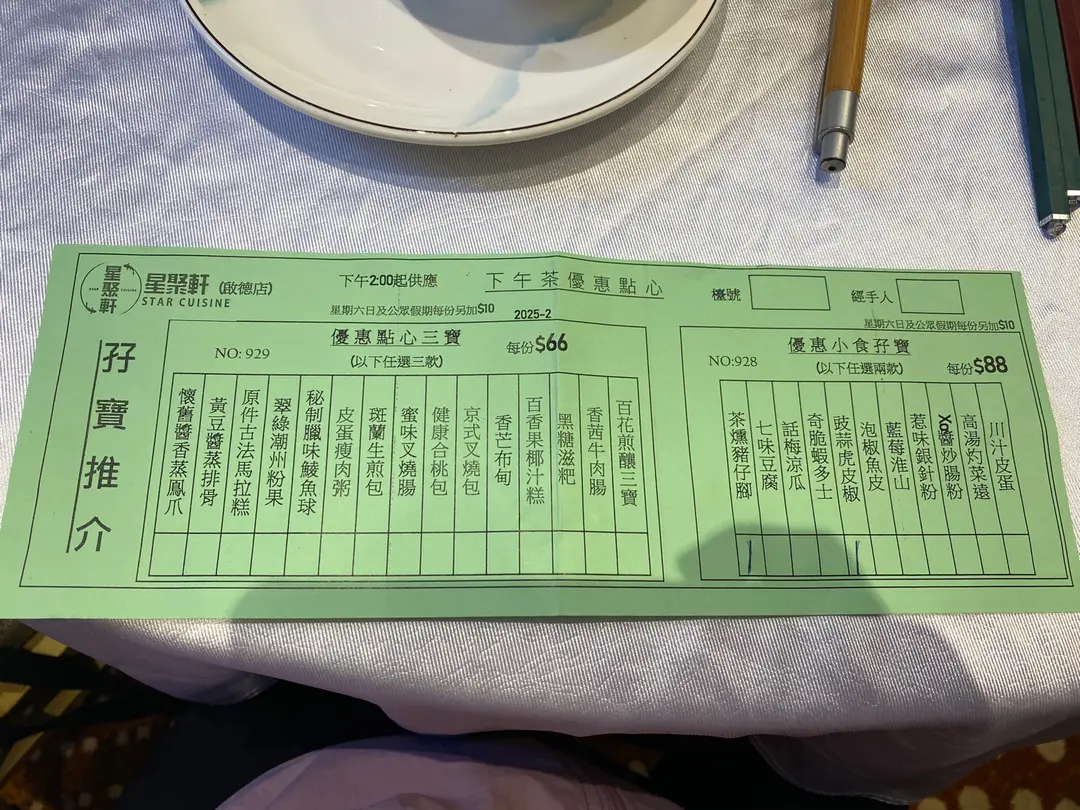 星聚軒
STAR CUISINE
星聚軒 (啟德店)
STAR CUISINE
下午2:00起供應
下午茶優惠點心
檯號
經手人
星期六日及公眾假期每份另加$10
2025-2
星期六日及公眾假期每份另加$10
孖寶推介
NO: 929
優惠點心三寶
(以下任選三款)
每份$66
懷舊醬香蒸鳳爪
黃豆醬蒸排骨
原件古法馬拉糕
翠綠潮州粉果
秘制臘味鯪魚球
皮蛋瘦肉粥
斑蘭生煎包
蜜味叉燒腸
健康合桃包
京式叉燒包
香芒布甸
百香果椰汁糕
黑糖滋粑
香茜牛肉腸
百花煎釀三寶
NO:928
優惠小食孖寶
(以下任選兩款)
每份$88
茶燻豬仔腳
七味豆腐
話梅涼瓜
奇脆蝦多士
豉蒜虎皮椒
泡椒魚皮
藍莓淮山
惹味銀針粉
XO醬炒腸粉
高湯灼菜遠
川汁皮蛋